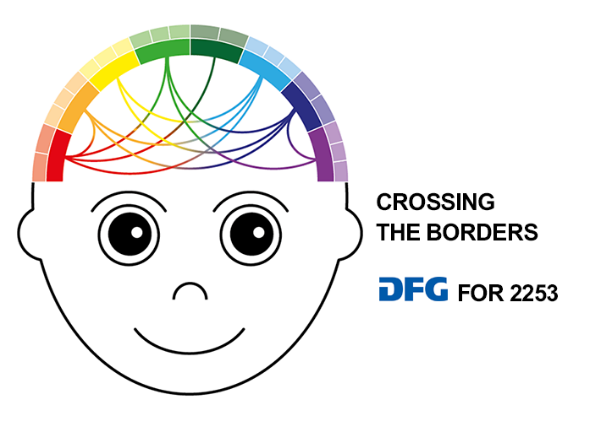 CROSSING
THE BORDERS
DFG FOR 2253